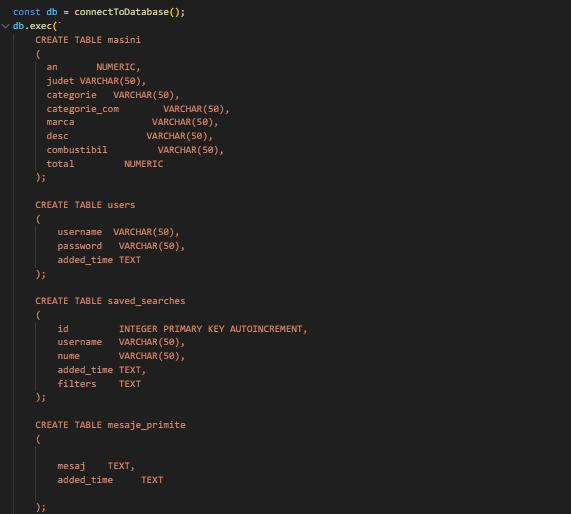 const db = connectToDatabase();
db.exec(`
CREATE TABLE masini
(
an NUMERIC,
judet VARCHAR(50),
categorie VARCHAR(50),
categorie_com VARCHAR(50),
marca VARCHAR(50),
desc VARCHAR(50),
combustibil VARCHAR(50),
total NUMERIC
);
CREATE TABLE users
(
username VARCHAR(50),
password VARCHAR(50),
added_time TEXT
);
CREATE TABLE saved_searches
(
id INTEGER PRIMARY KEY AUTOINCREMENT,
username VARCHAR(50),
nume VARCHAR(50),
added_time TEXT,
filters TEXT
);
CREATE TABLE mesaje_primite
(
mesaj TEXT,
added_time TEXT
);